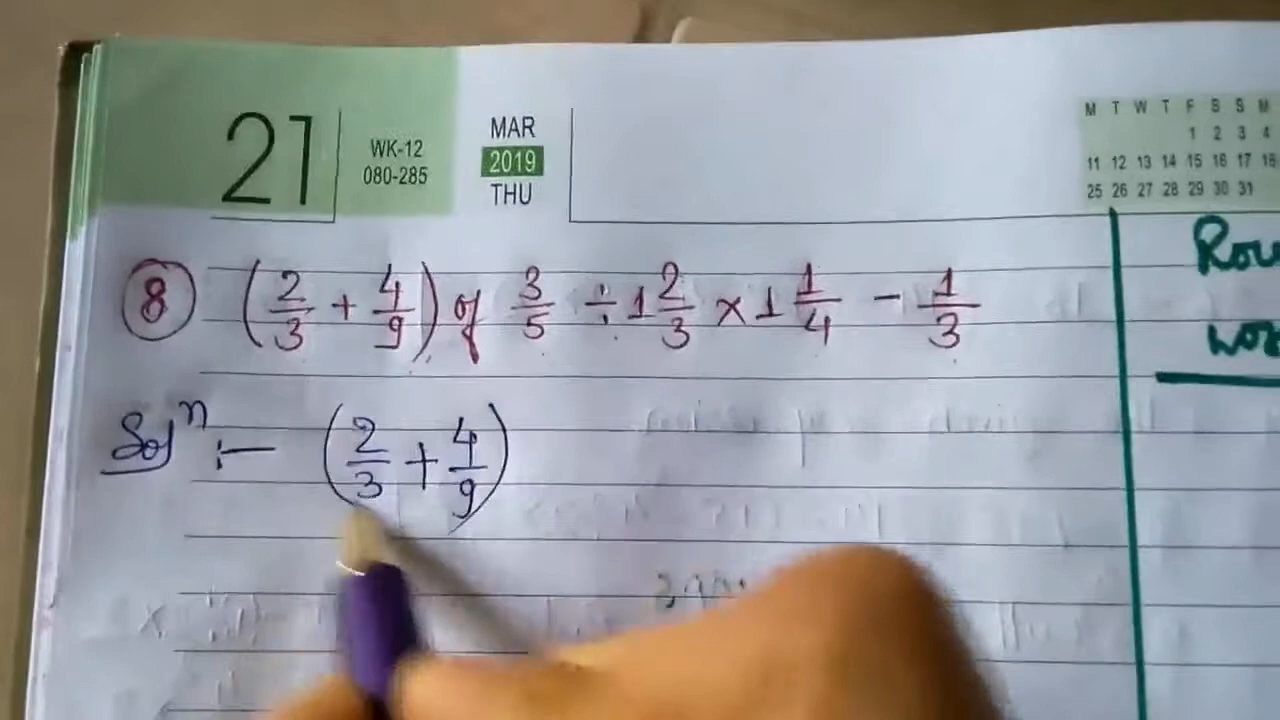 21
WK-12
080-285
MAR
2019
THU
M T W T F S S M
1 2 3 4
11 12 13 14 15 16 17 18
25 26 27 28 29 30 31
8 (2/3 + 4/9) of 3/5 ÷ 1 2/3 × 1 1/4 - 1/3
Solⁿ :- (2/3 + 4/9)